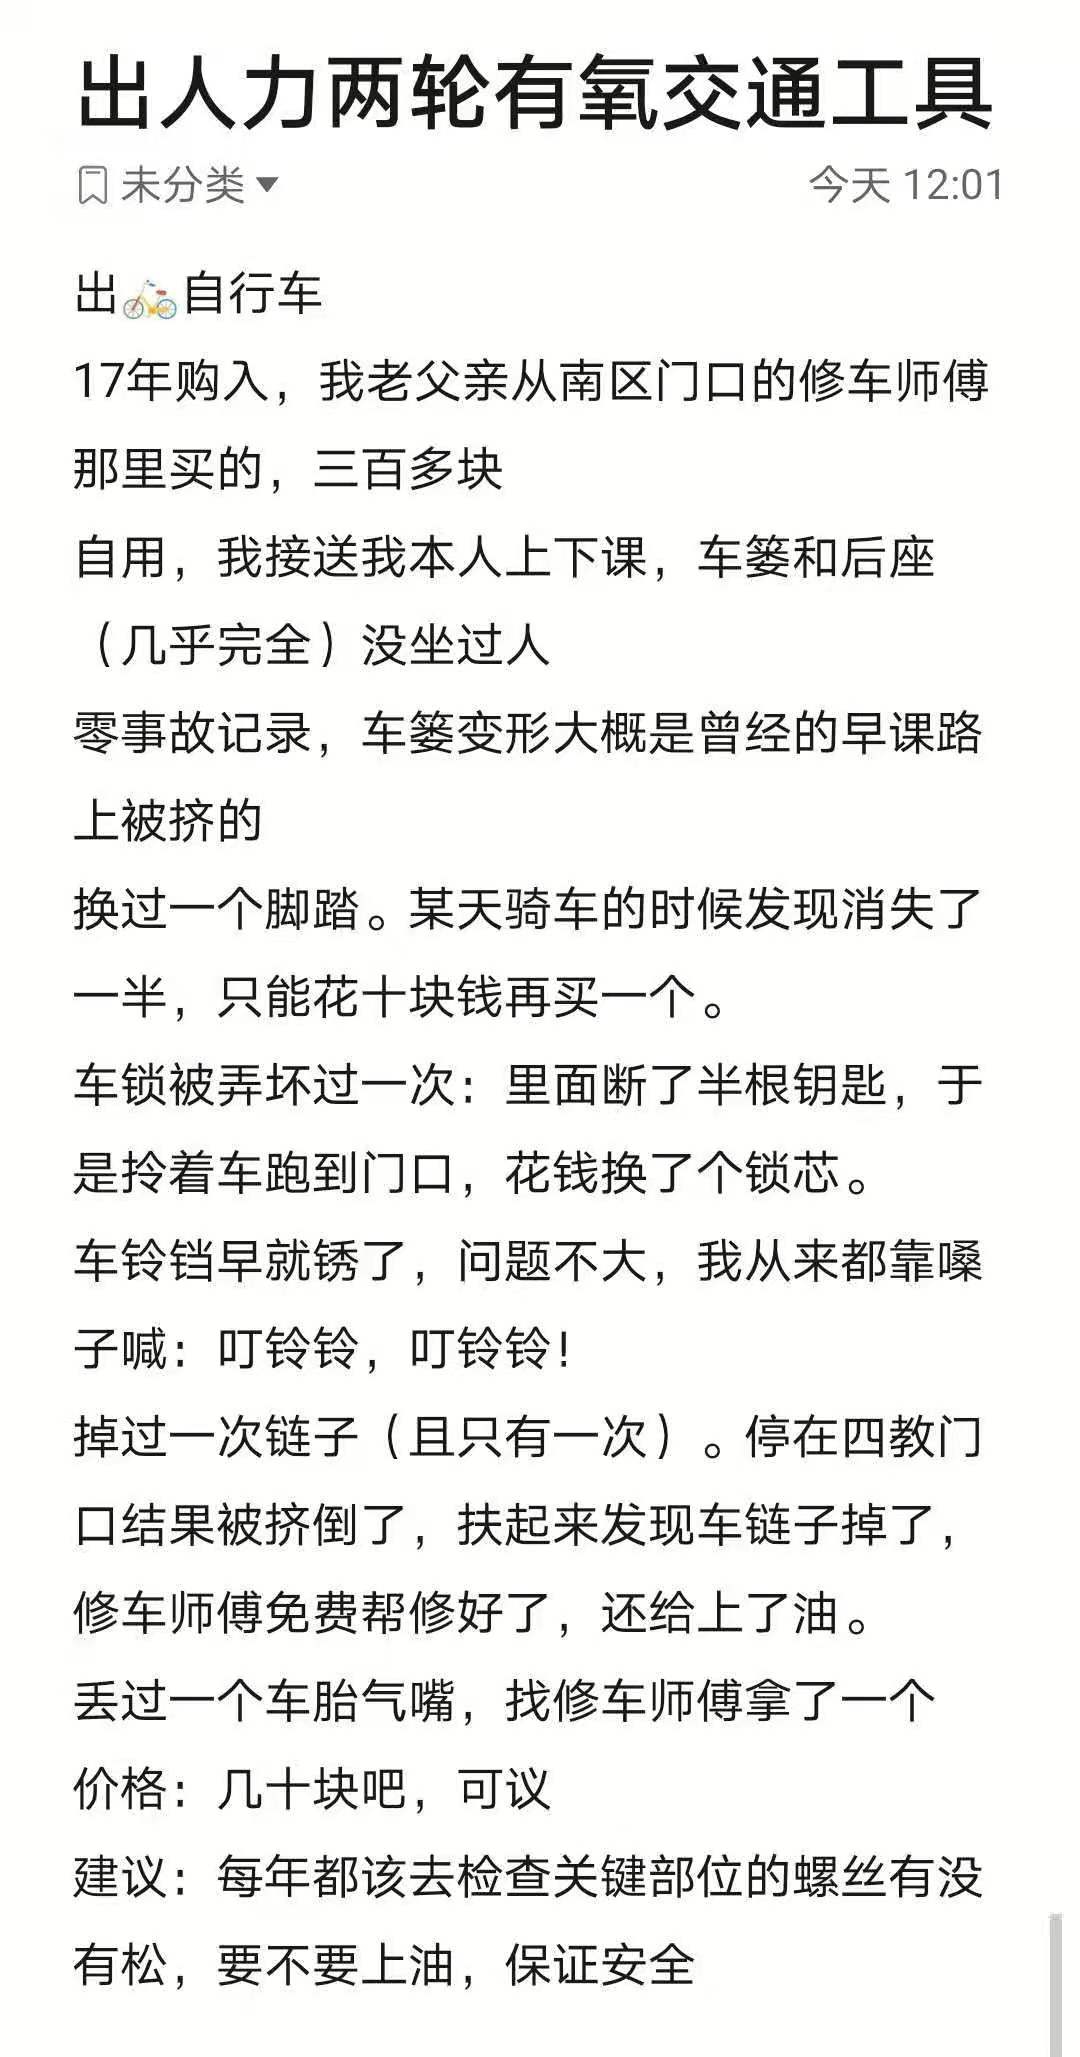 出人力两轮有氧交通工具
未分类
今天 12:01
出🚲自行车
17年购入，我老父亲从南区门口的修车师傅
那里买的，三百多块
自用，我接送我本人上下课，车篓和后座
（几乎完全）没坐过人
零事故记录，车篓变形大概是曾经的早课路
上被挤的
换过一个脚踏。某天骑车的时候发现消失了
一半，只能花十块钱再买一个。
车锁被弄坏过一次：里面断了半根钥匙，于
是拎着车跑到门口，花钱换了个锁芯。
车铃铛早就锈了，问题不大，我从来都靠嗓
子喊：叮铃铃，叮铃铃！
掉过一次链子（且只有一次）。停在四教门
口结果被挤倒了，扶起来发现车链子掉了，
修车师傅免费帮修好了，还给上了油。
丢过一个车胎气嘴，找修车师傅拿了一个
价格：几十块吧，可议
建议：每年都该去检查关键部位的螺丝有没
有松，要不要上油，保证安全